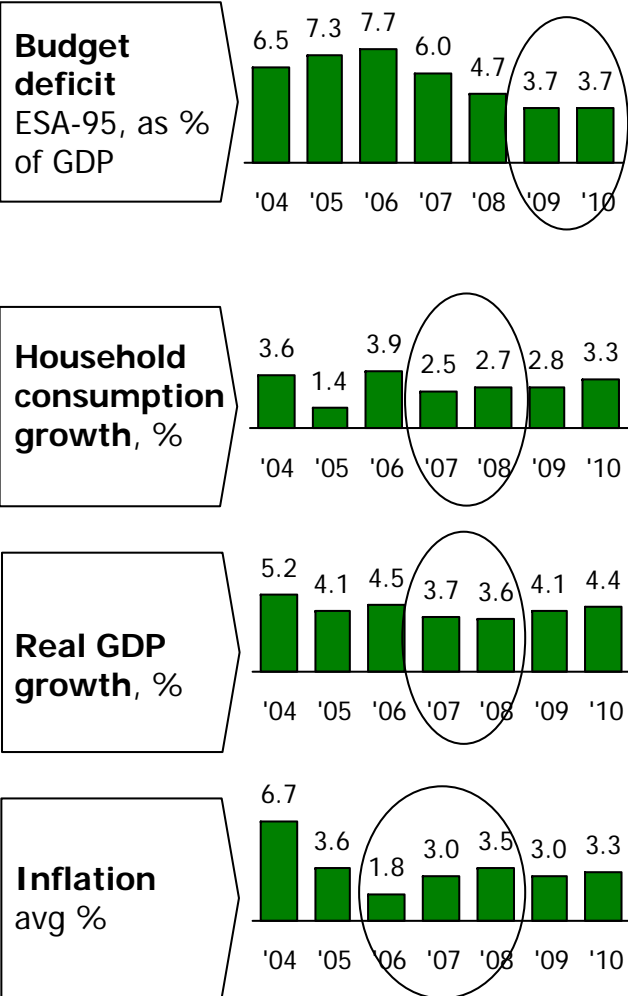 Budget
deficit
ESA-95, as %
of GDP
6.5 7.3 7.7 6.0 4.7 3.7 3.7
'04 '05 '06 '07 '08 '09 '10
Household
consumption
growth, %
3.6 1.4 3.9 2.5 2.7 2.8 3.3
'04 '05 '06 '07 '08 '09 '10
Real GDP
growth, %
5.2 4.1 4.5 3.7 3.6 4.1 4.4
'04 '05 '06 '07 '08 '09 '10
Inflation
avg %
6.7 3.6 1.8 3.0 3.5 3.0 3.3
'04 '05 '06 '07 '08 '09 '10